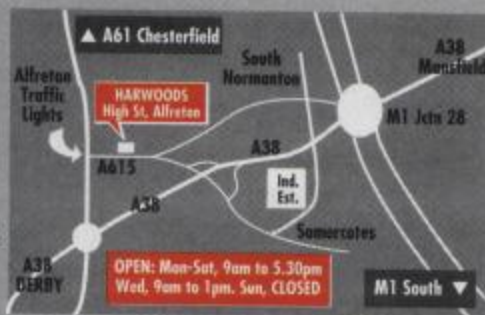 ▲ A61 Chesterfield
South
Normanton
A38
Mansfield
Alfreton
Traffic
Lights
HARWOODS
High St, Alfreton
M1 Jctn 28
A38
A615
Ind.
Est.
A38
Somercotes
A38
DERBY
OPEN: Mon-Sat, 9am to 5.30pm
Wed, 9am to 1pm. Sun, CLOSED
M1 South ▼